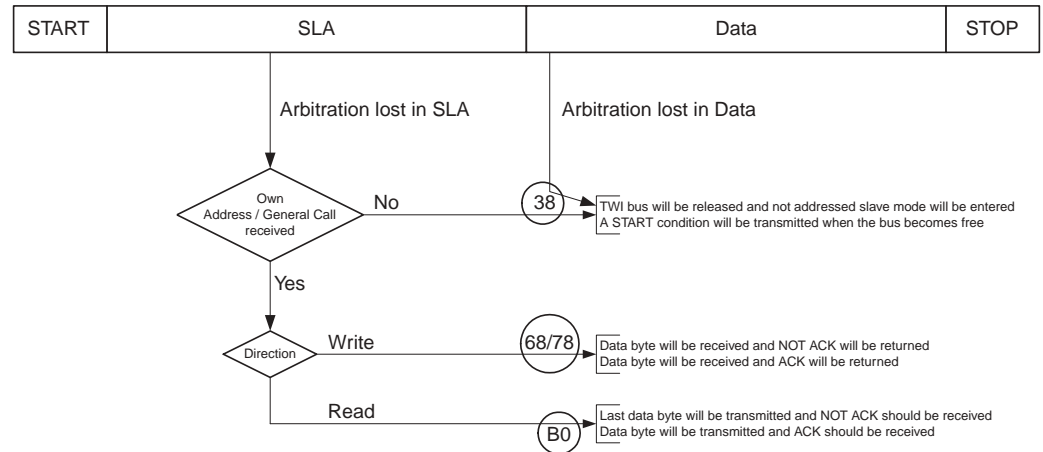 START SLA Data STOP
Arbitration lost in SLA Arbitration lost in Data
Own
Address / General Call
received
No
38
TWI bus will be released and not addressed slave mode will be entered
A START condition will be transmitted when the bus becomes free
Yes
Direction
Write
68/78
Data byte will be received and NOT ACK will be returned
Data byte will be received and ACK will be returned
Read
B0
Last data byte will be transmitted and NOT ACK should be received
Data byte will be transmitted and ACK should be received